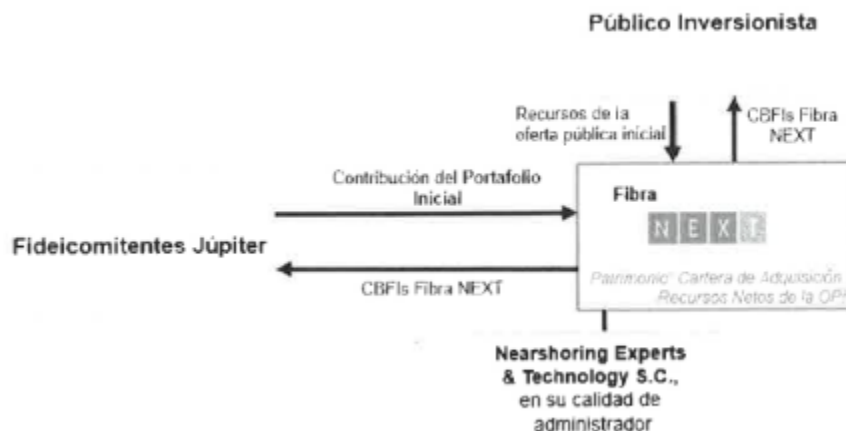 Público Inversionista
Recursos de la
oferta pública inicial
CBFIs Fibra
NEXT
Contribución del Portafolio
Inicial
Fibra
NEXT
Fideicomitentes Júpiter
CBFIs Fibra NEXT
Patrimonio: Cartera de Adquisición
Recursos Netos de la OPI
Nearshoring Experts
& Technology S.C.,
en su calidad de
administrador